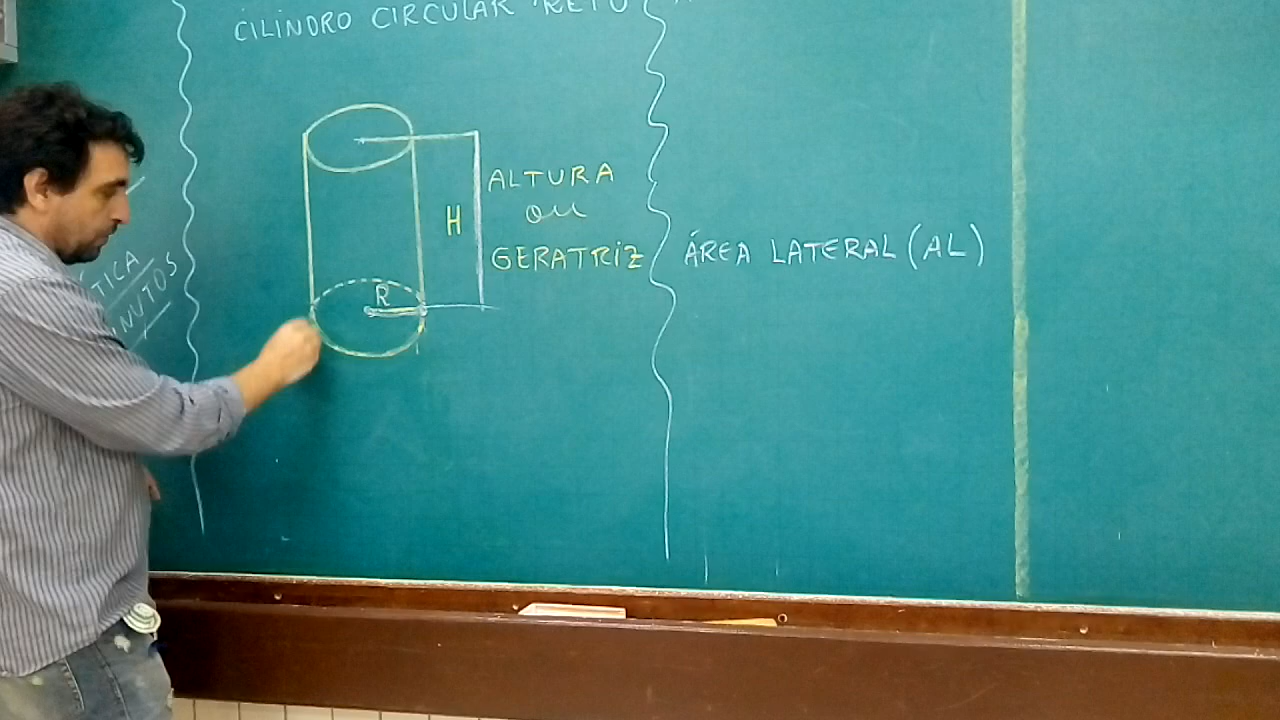 CILINDRO CIRCULAR RETO
ALTURA
ou
GERATRIZ
H
R
ÁREA LATERAL (AL)